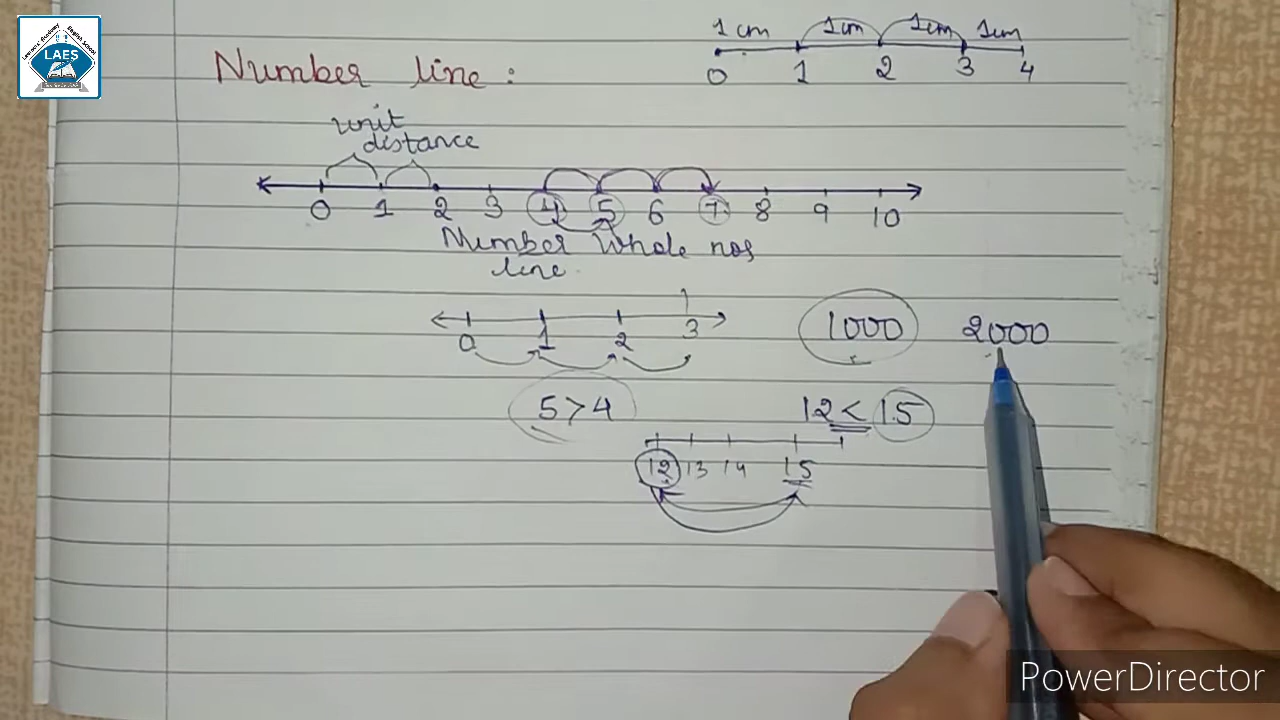 LAES
1cm 1cm 1cm 1cm
0 1 2 3 4
Number line :
unit
distance
0 1 2 3 4 5 6 7 8 9 10
Number Whole nos
line
0 1 2 3
1000 2000
5 > 4
12 < 15
12 13 14 15
PowerDirector